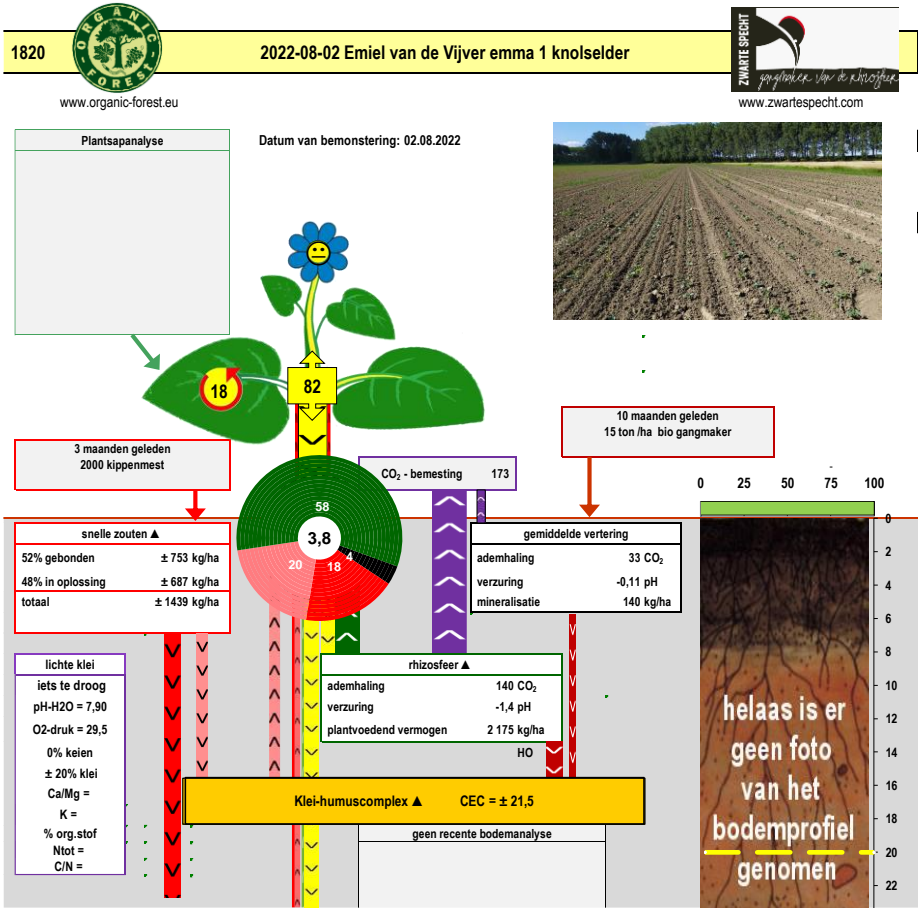 1820
ORGANIC
FOREST
2022-08-02 Emiel van de Vijver emma 1 knolselder
ZWARTE SPECHT
gangmaker van de rhizosfeer
www.organic-forest.eu
www.zwartespecht.com
Plantsapanalyse
Datum van bemonstering: 02.08.2022
18
82
10 maanden geleden
15 ton /ha bio gangmaker
3 maanden geleden
2000 kippenmest
CO₂ - bemesting 173
58
3,8
4
20
18
0 25 50 75 100
snelle zouten ▲
52% gebonden ± 753 kg/ha
48% in oplossing ± 687 kg/ha
totaal ± 1439 kg/ha
gemiddelde vertering
ademhaling 33 CO₂
verzuring -0,11 pH
mineralisatie 140 kg/ha
lichte klei
iets te droog
pH-H2O = 7,90
O2-druk = 29,5
0% keien
± 20% klei
Ca/Mg =
K =
% org.stof
Ntot =
C/N =
rhizosfeer ▲
ademhaling 140 CO₂
verzuring -1,4 pH
plantvoedend vermogen 2 175 kg/ha
HO
Klei-humuscomplex ▲ CEC = ± 21,5
geen recente bodemanalyse
helaas is er
geen foto
van het
bodemprofiel
genomen
0
2
4
6
8
10
12
14
16
18
20
22